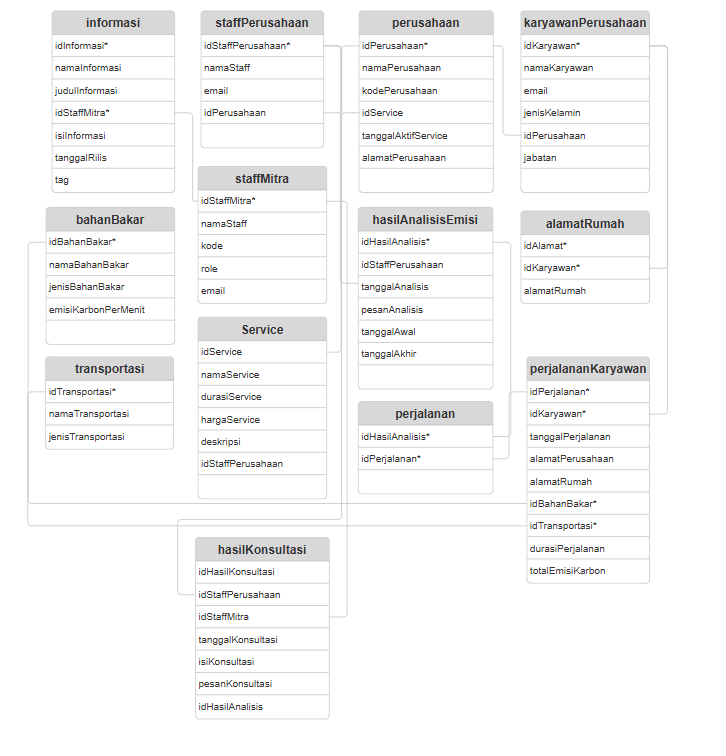 informasi
idInformasi*
namaInformasi
judulInformasi
idStaffMitra*
isiInformasi
tanggalRilis
tag
staffPerusahaan
idStaffPerusahaan*
namaStaff
email
idPerusahaan
perusahaan
idPerusahaan*
namaPerusahaan
kodePerusahaan
idService
tanggalAktifService
alamatPerusahaan
karyawanPerusahaan
idKaryawan*
namaKaryawan
email
jenisKelamin
idPerusahaan
jabatan
staffMitra
idStaffMitra*
namaStaff
kode
role
email
bahanBakar
idBahanBakar*
namaBahanBakar
jenisBahanBakar
emisiKarbonPerMenit
hasilAnalisisEmisi
idHasilAnalisis*
idStaffPerusahaan
tanggalAnalisis
pesanAnalisis
tanggalAwal
tanggalAkhir
alamatRumah
idAlamat*
idKaryawan*
alamatRumah
Service
idService
namaService
durasiService
hargaService
deskripsi
idStaffPerusahaan
transportasi
idTransportasi*
namaTransportasi
jenisTransportasi
perjalanan
idHasilAnalisis*
idPerjalanan*
perjalananKaryawan
idPerjalanan*
idKaryawan*
tanggalPerjalanan
alamatPerusahaan
alamatRumah
idBahanBakar*
idTransportasi*
durasiPerjalanan
totalEmisiKarbon
hasilKonsultasi
idHasilKonsultasi
idStaffPerusahaan
idStaffMitra
tanggalKonsultasi
isiKonsultasi
pesanKonsultasi
idHasilAnalisis